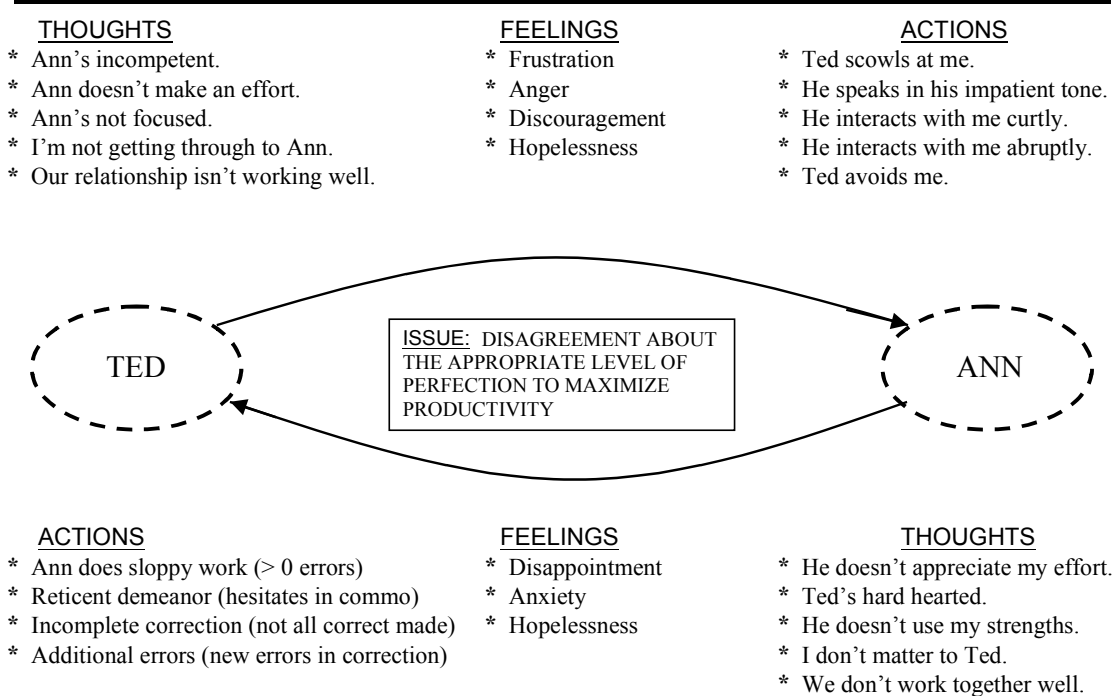 THOUGHTS
* Ann’s incompetent.
* Ann doesn’t make an effort.
* Ann’s not focused.
* I’m not getting through to Ann.
* Our relationship isn’t working well.
FEELINGS
* Frustration
* Anger
* Discouragement
* Hopelessness
ACTIONS
* Ted scowls at me.
* He speaks in his impatient tone.
* He interacts with me curtly.
* He interacts with me abruptly.
* Ted avoids me.
TED
ISSUE: DISAGREEMENT ABOUT
THE APPROPRIATE LEVEL OF
PERFECTION TO MAXIMIZE
PRODUCTIVITY
ANN
ACTIONS
* Ann does sloppy work (> 0 errors)
* Reticent demeanor (hesitates in commo)
* Incomplete correction (not all correct made)
* Additional errors (new errors in correction)
FEELINGS
* Disappointment
* Anxiety
* Hopelessness
THOUGHTS
* He doesn’t appreciate my effort.
* Ted’s hard hearted.
* He doesn’t use my strengths.
* I don’t matter to Ted.
* We don’t work together well.